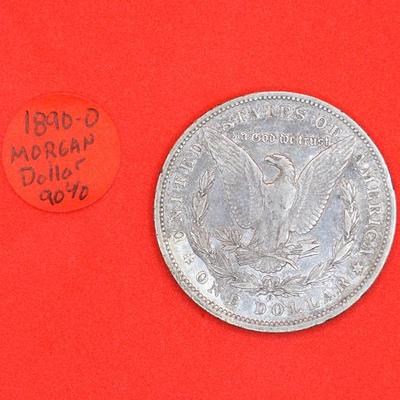 1890-O
MORGAN
Dollar
90%
UNITED STATES OF AMERICA
In God we trust
O
ONE DOLLAR